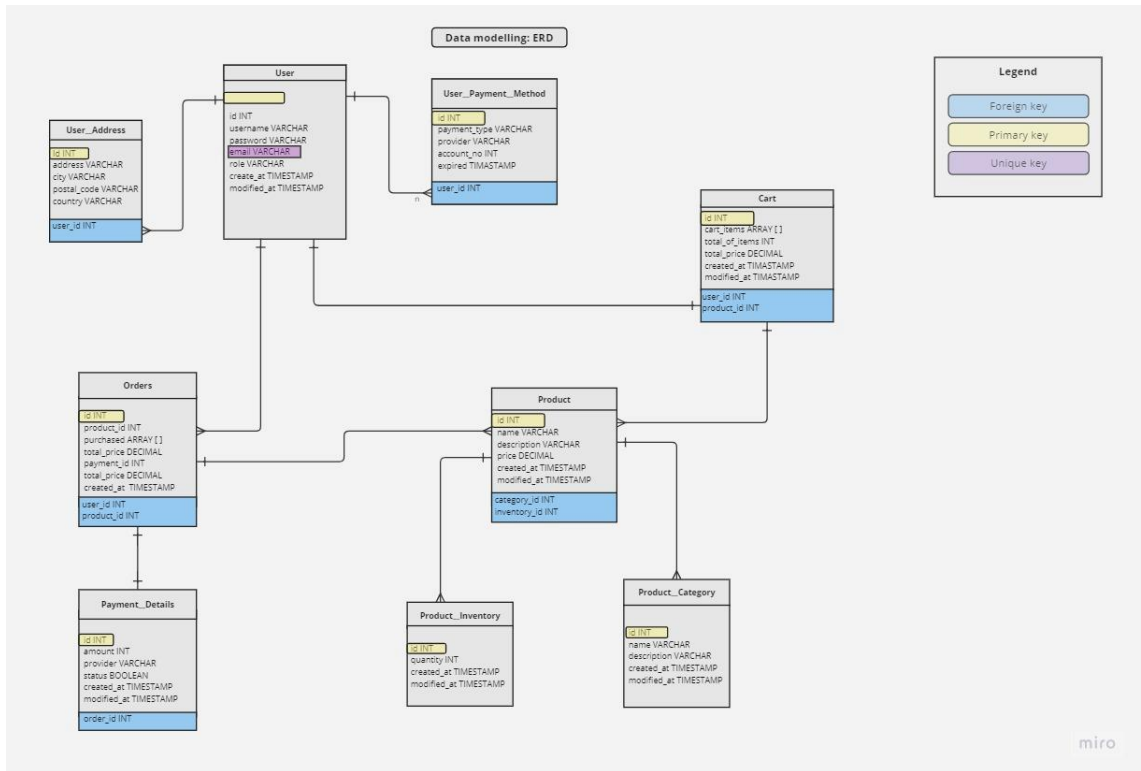 Data modelling: ERD
Legend
Foreign key
Primary key
Unique key
User
id INT
username VARCHAR
password VARCHAR
email VARCHAR
role VARCHAR
create_at TIMESTAMP
modified_at TIMESTAMP
User_Payment_Method
id INT
payment_type VARCHAR
provider VARCHAR
account_no INT
expired TIMASTAMP
user_id INT
n
User_Address
id INT
address VARCHAR
city VARCHAR
postal_code VARCHAR
country VARCHAR
user_id INT
Cart
id INT
cart_items ARRAY [ ]
total_of_items INT
total_price DECIMAL
created_at TIMASTAMP
modified_at TIMASTAMP
user_id INT
product_id INT
Orders
id INT
product_id INT
purchased ARRAY [ ]
total_price DECIMAL
payment_id INT
total_price DECIMAL
created_at TIMESTAMP
user_id INT
product_id INT
Product
id INT
name VARCHAR
description VARCHAR
price DECIMAL
created_at TIMESTAMP
modified_at TIMESTAMP
category_id INT
inventory_id INT
Payment_Details
id INT
amount INT
provider VARCHAR
status BOOLEAN
created_at TIMESTAMP
modified_at TIMESTAMP
order_id INT
Product_Inventory
id INT
quantity INT
created_at TIMESTAMP
modified_at TIMESTAMP
Product_Category
id INT
name VARCHAR
description VARCHAR
created_at TIMESTAMP
modified_at TIMESTAMP
miro